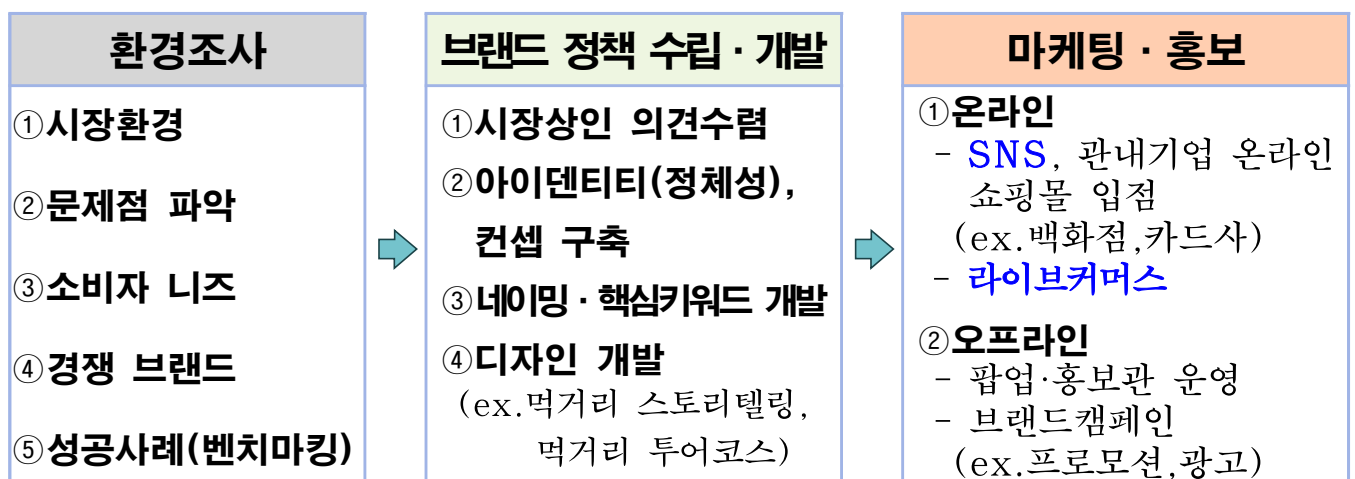 환경조사
①시장환경
②문제점 파악
③소비자 니즈
④경쟁 브랜드
⑤성공사례(벤치마킹)
브랜드 정책 수립·개발
①시장상인 의견수렴
②아이덴티티(정체성),
컨셉 구축
③네이밍·핵심키워드 개발
④디자인 개발
(ex.먹거리 스토리텔링,
먹거리 투어코스)
마케팅·홍보
①온라인
- SNS, 관내기업 온라인
쇼핑몰 입점
(ex.백화점,카드사)
- 라이브커머스
②오프라인
- 팝업·홍보관 운영
- 브랜드캠페인
(ex.프로모션,광고)